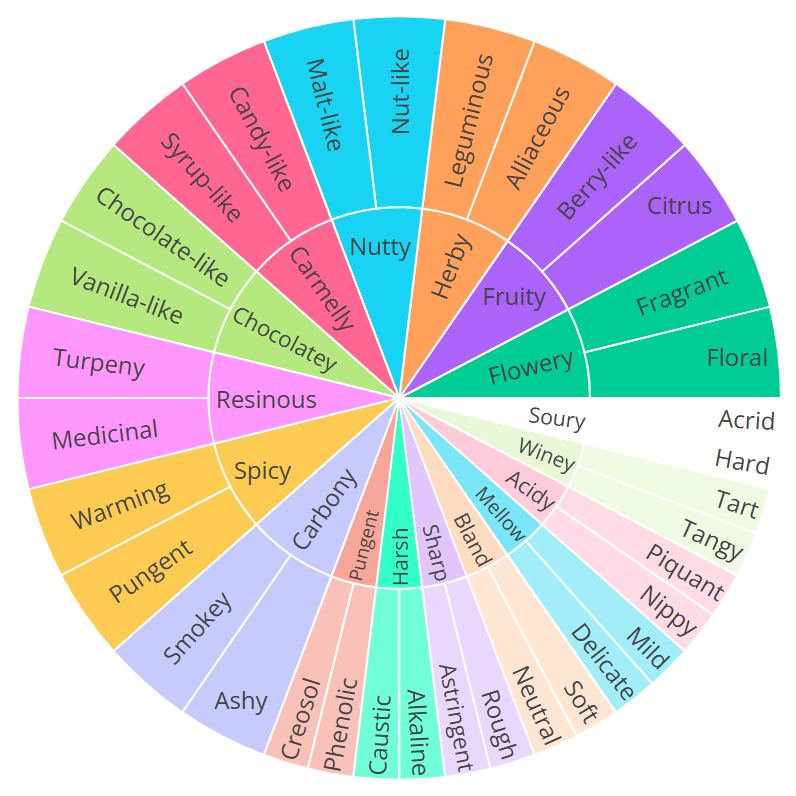 Malt-like
Nut-like
Leguminous
Alliaceous
Berry-like
Citrus
Fragrant
Floral
Acrid
Hard
Tart
Tangy
Piquant
Nippy
Mild
Delicate
Soft
Neutral
Rough
Astringent
Alkaline
Caustic
Phenolic
Creosol
Ashy
Smokey
Pungent
Warming
Medicinal
Turpeny
Vanilla-like
Chocolate-like
Syrup-like
Candy-like
Nutty
Herby
Fruity
Flowery
Soury
Winey
Acidy
Mellow
Bland
Sharp
Harsh
Pungent
Carbony
Spicy
Resinous
Chocolatey
Carmelly